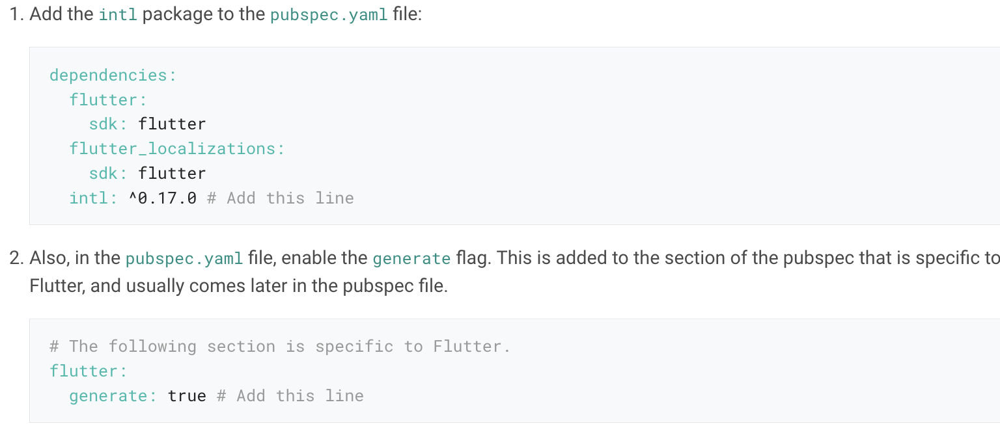 1. Add the intl package to the pubspec.yaml file:
dependencies:
  flutter:
    sdk: flutter
  flutter_localizations:
    sdk: flutter
  intl: ^0.17.0 # Add this line
2. Also, in the pubspec.yaml file, enable the generate flag. This is added to the section of the pubspec that is specific to
Flutter, and usually comes later in the pubspec file.
# The following section is specific to Flutter.
flutter:
  generate: true # Add this line